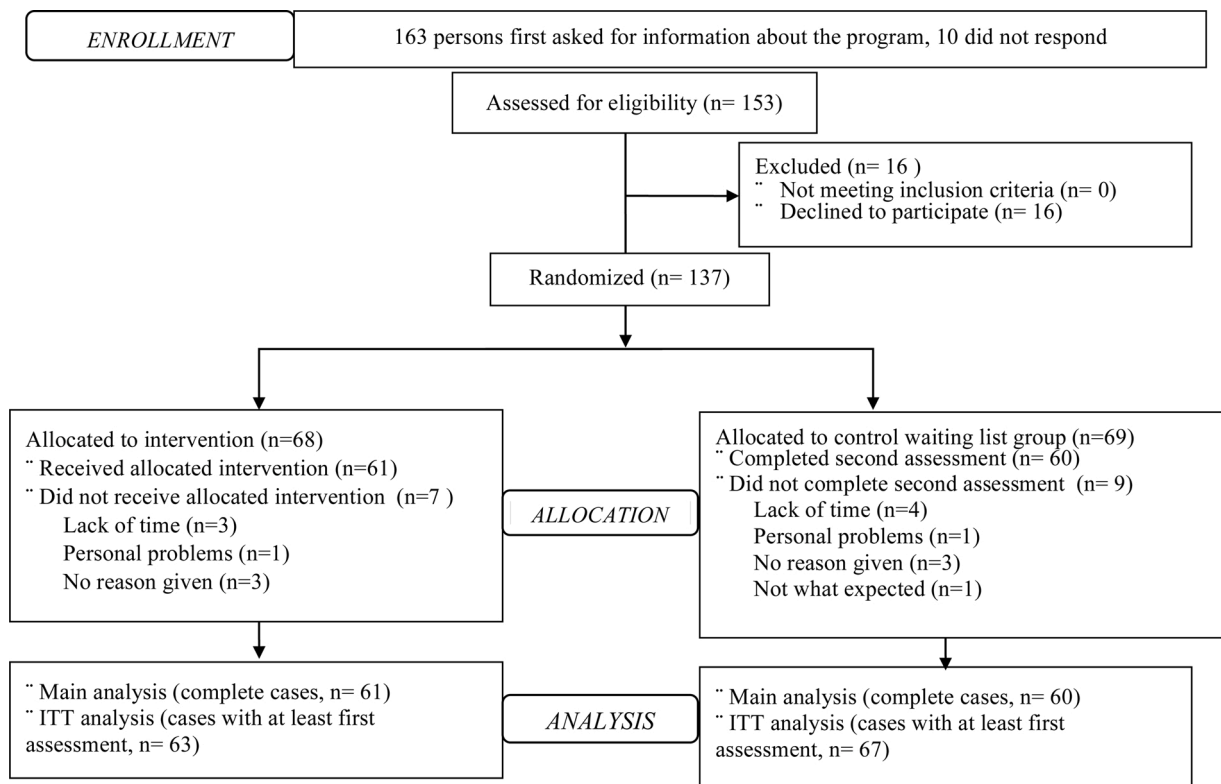 ENROLLMENT
163 persons first asked for information about the program, 10 did not respond
Assessed for eligibility (n= 153)
Excluded (n= 16 )
¨ Not meeting inclusion criteria (n= 0)
¨ Declined to participate (n= 16)
Randomized (n= 137)
Allocated to intervention (n=68)
¨ Received allocated intervention (n=61)
¨ Did not receive allocated intervention (n=7 )
Lack of time (n=3)
Personal problems (n=1)
No reason given (n=3)
ALLOCATION
Allocated to control waiting list group (n=69)
¨ Completed second assessment (n= 60)
¨ Did not complete second assessment (n= 9)
Lack of time (n=4)
Personal problems (n=1)
No reason given (n=3)
Not what expected (n=1)
¨ Main analysis (complete cases, n= 61)
¨ ITT analysis (cases with at least first
assessment, n= 63)
ANALYSIS
¨ Main analysis (complete cases, n= 60)
¨ ITT analysis (cases with at least first
assessment, n= 67)